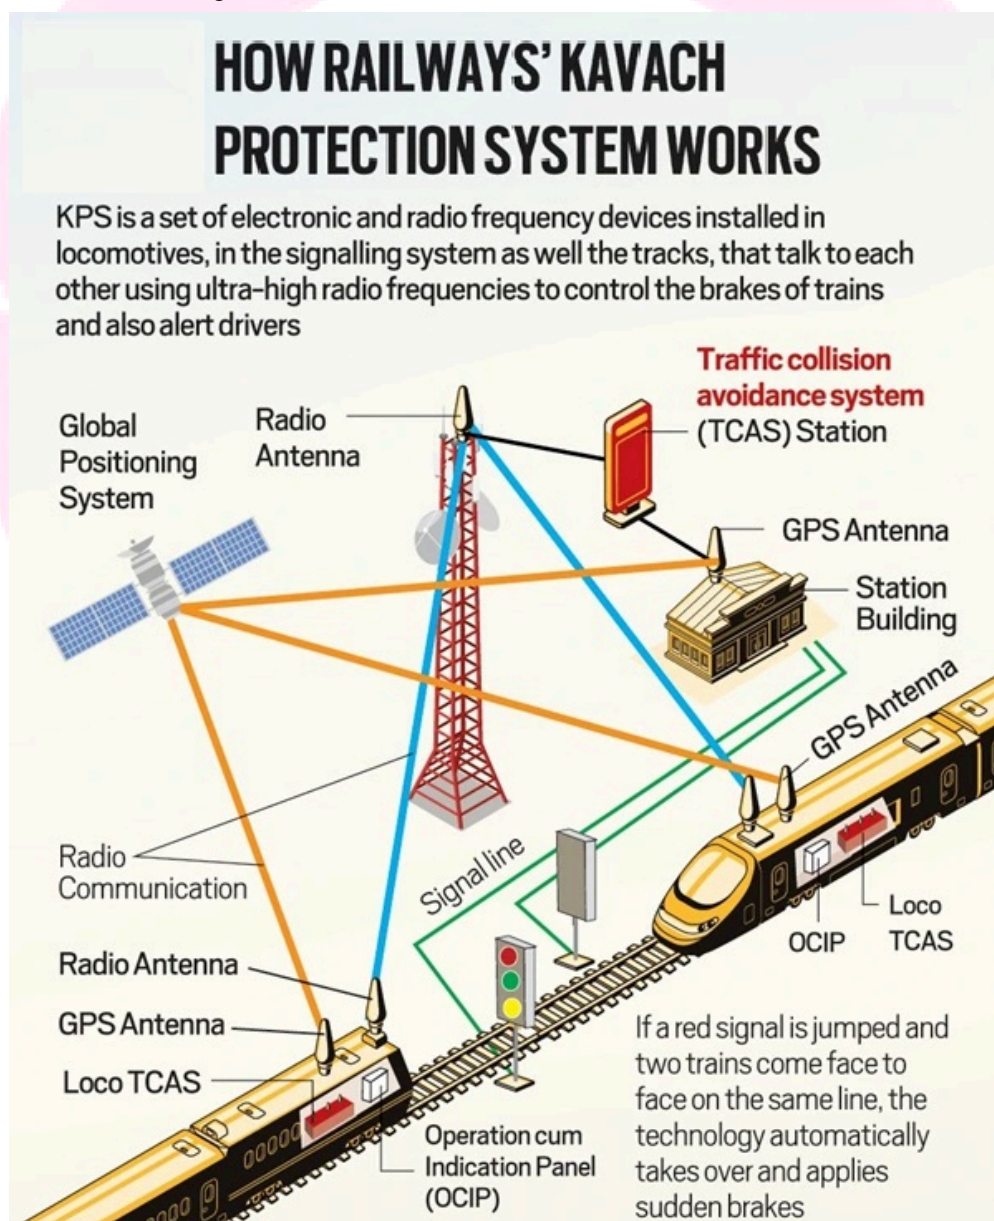 HOW RAILWAYS' KAVACH
PROTECTION SYSTEM WORKS
KPS is a set of electronic and radio frequency devices installed in
locomotives, in the signalling system as well the tracks, that talk to each
other using ultra-high radio frequencies to control the brakes of trains
and also alert drivers
Traffic collision
avoidance system
(TCAS) Station
Global
Positioning
System
Radio
Antenna
GPS Antenna
Station
Building
GPS Antenna
Radio
Communication
Signal line
Loco
TCAS
OCIP
Radio Antenna
GPS Antenna
Loco TCAS
Operation cum
Indication Panel
(OCIP)
If a red signal is jumped and
two trains come face to
face on the same line, the
technology automatically
takes over and applies
sudden brakes